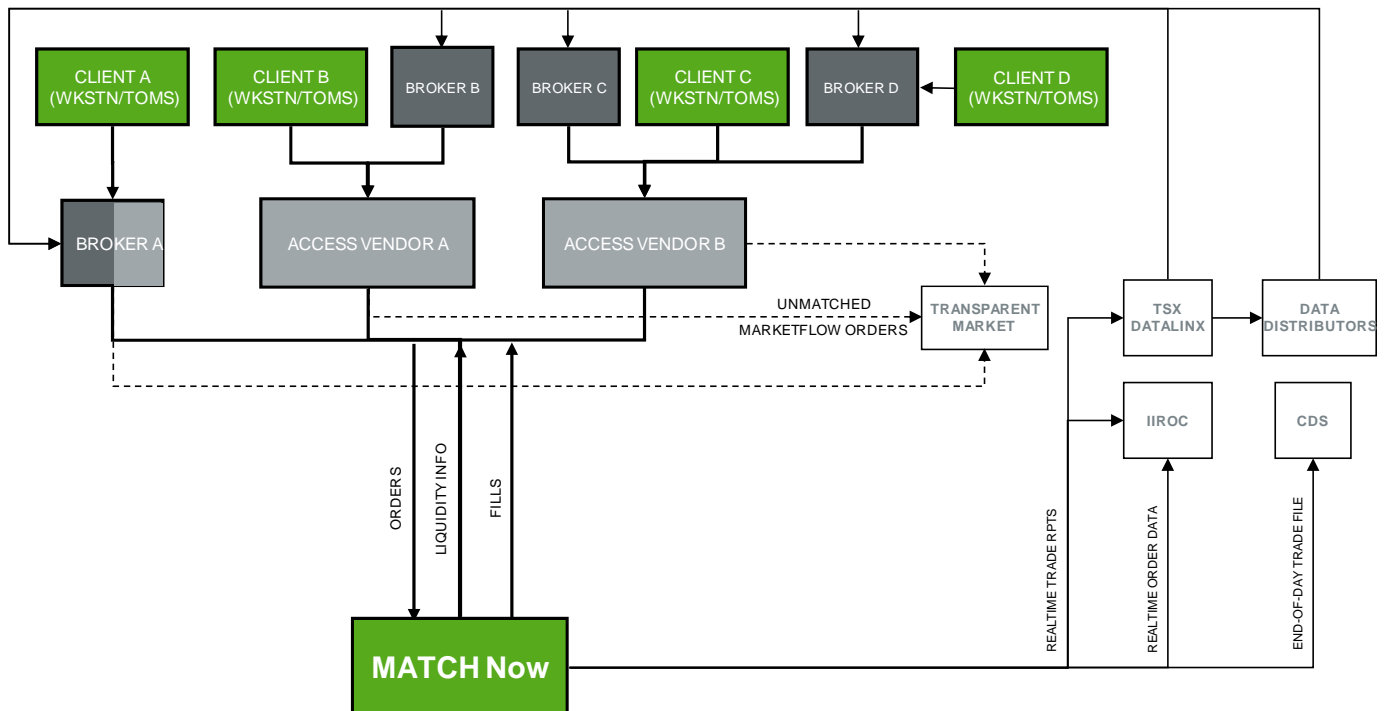 CLIENT A
(WKSTN/TOMS)
CLIENT B
(WKSTN/TOMS)
BROKER B
BROKER C
CLIENT C
(WKSTN/TOMS)
BROKER D
CLIENT D
(WKSTN/TOMS)
BROKER A
ACCESS VENDOR A
ACCESS VENDOR B
UNMATCHED
MARKETFLOW ORDERS
TRANSPARENT
MARKET
TSX
DATALINX
DATA
DISTRIBUTORS
IIROC
CDS
ORDERS
LIQUIDITY INFO
FILLS
REALTIME TRADE RPTS
REALTIME ORDER DATA
END-OF-DAY TRADE FILE
MATCH Now